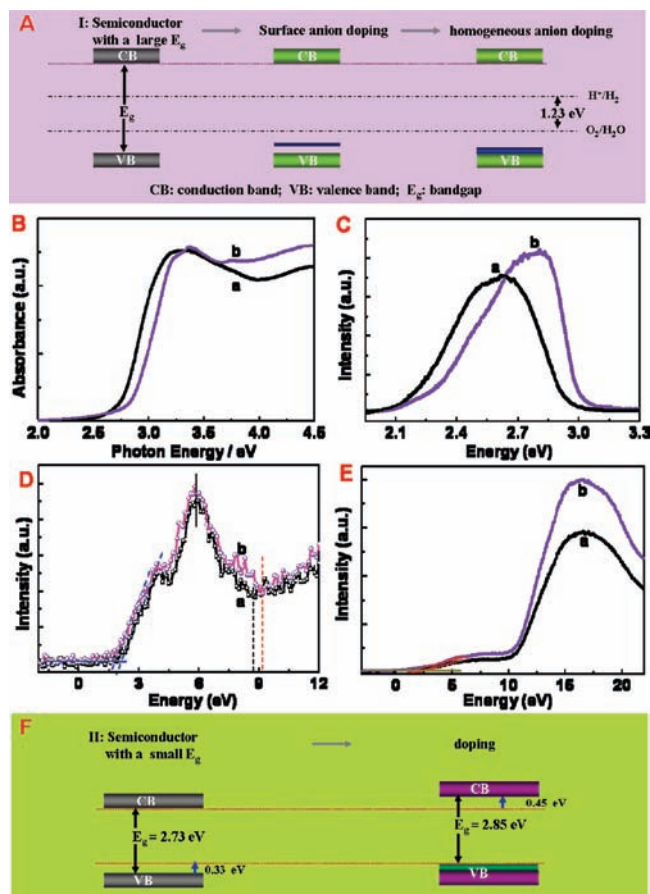 A
I: Semiconductor with a large Eg
Surface anion doping
homogeneous anion doping
CB
CB
CB
Eg
H⁺/H₂
1.23 eV
O₂/H₂O
VB
VB
VB
CB: conduction band; VB: valence band; Eg: bandgap
B
b
a
Absorbance (a.u.)
2.0 2.5 3.0 3.5 4.0 4.5
Photon Energy / eV
C
a
b
Intensity (a.u.)
2.1 2.4 2.7 3.0 3.3
Energy (eV)
D
b
a
Intensity (a.u.)
0 3 6 9 12
Energy (eV)
E
b
a
Intensity (a.u.)
0 5 10 15 20
Energy (eV)
F
II: Semiconductor
with a small Eg
doping
CB
CB
0.45 eV
Eg = 2.73 eV
Eg = 2.85 eV
0.33 eV
VB
VB